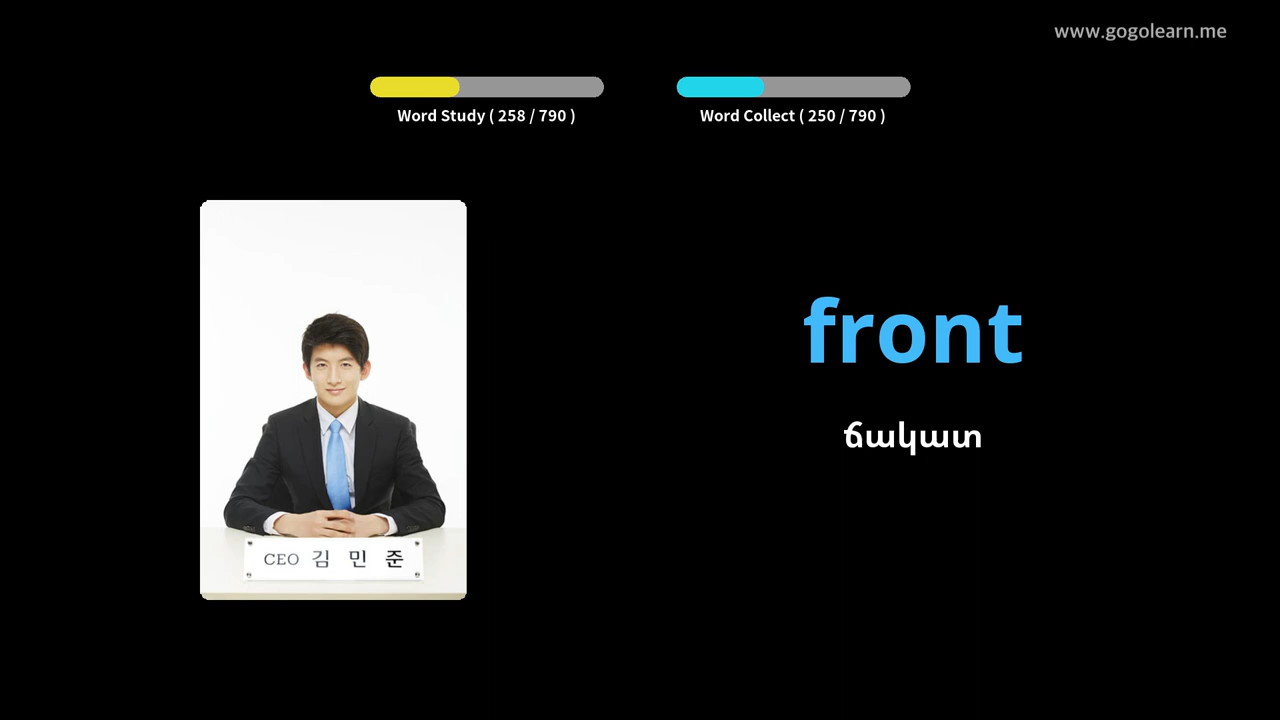 www.gogolearn.me
Word Study ( 258 / 790 )
Word Collect ( 250 / 790 )
front
ճակատ
CEO 김 민 준